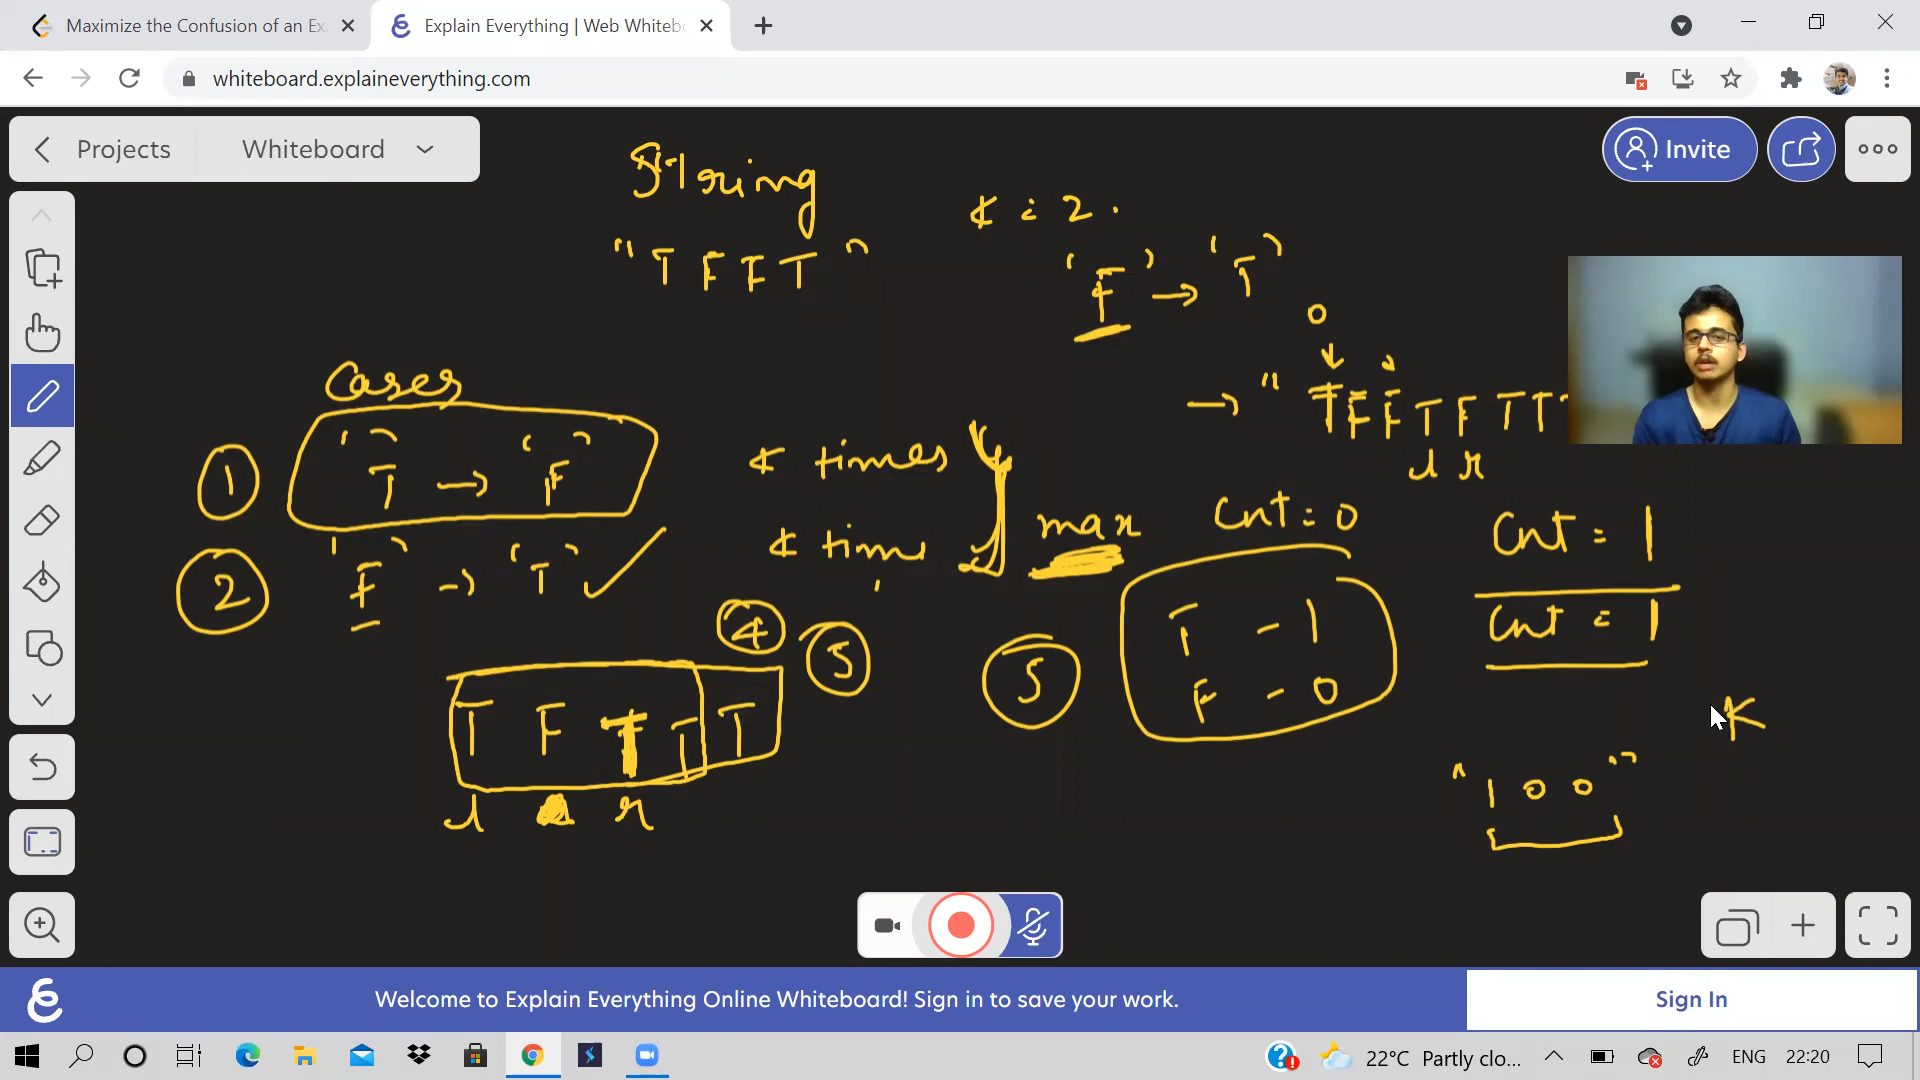 Maximize the Confusion of an Ex
Explain Everything | Web Whitebo
whiteboard.explaineverything.com
Projects
Whiteboard
Invite
String
"TFFT"
K = 2.
'F' → 'T'
0
→ " TFFTFTT
l r
Cases
1 'T' → 'F'
K times
2 'F' → 'T'
K time
max
Cnt = 0
Cnt = 1
Cnt = 1
T - 1
F - 0
4
5
5
T F T T T
l r
K
"100"
Welcome to Explain Everything Online Whiteboard! Sign in to save your work.
Sign In
22°C Partly clo...
ENG
22:20